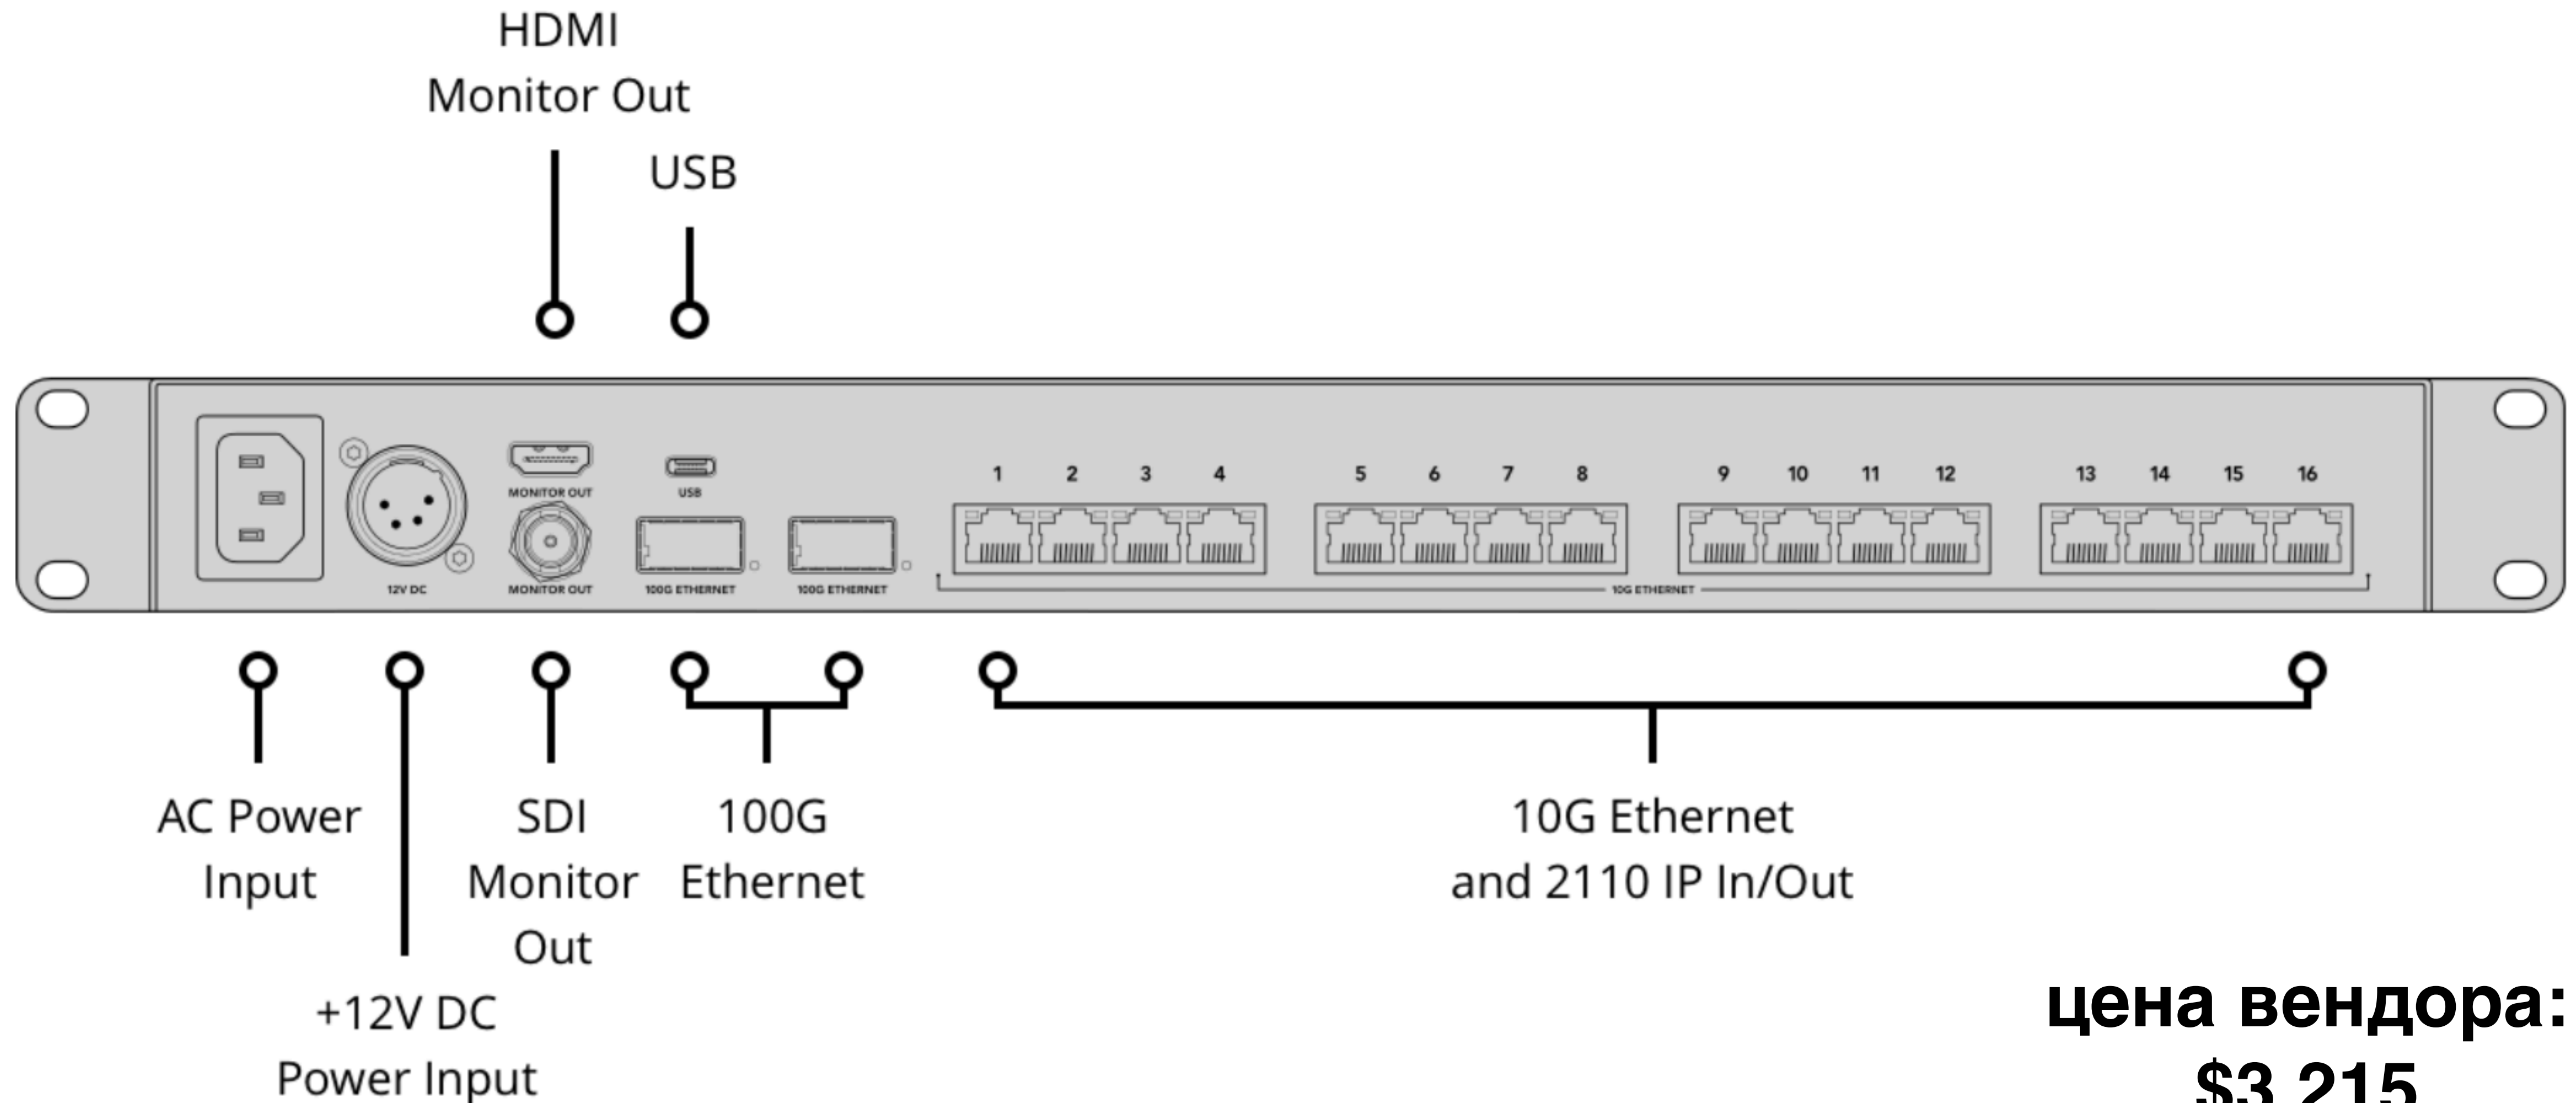 HDMI
Monitor Out
USB
MONITOR OUT
USB
1 2 3 4 5 6 7 8 9 10 11 12 13 14 15 16
12V DC
MONITOR OUT
100G ETHERNET
100G ETHERNET
10G ETHERNET
AC Power
Input
+12V DC
Power Input
SDI
Monitor
Out
100G
Ethernet
10G Ethernet
and 2110 IP In/Out
цена вендора:
$3 215